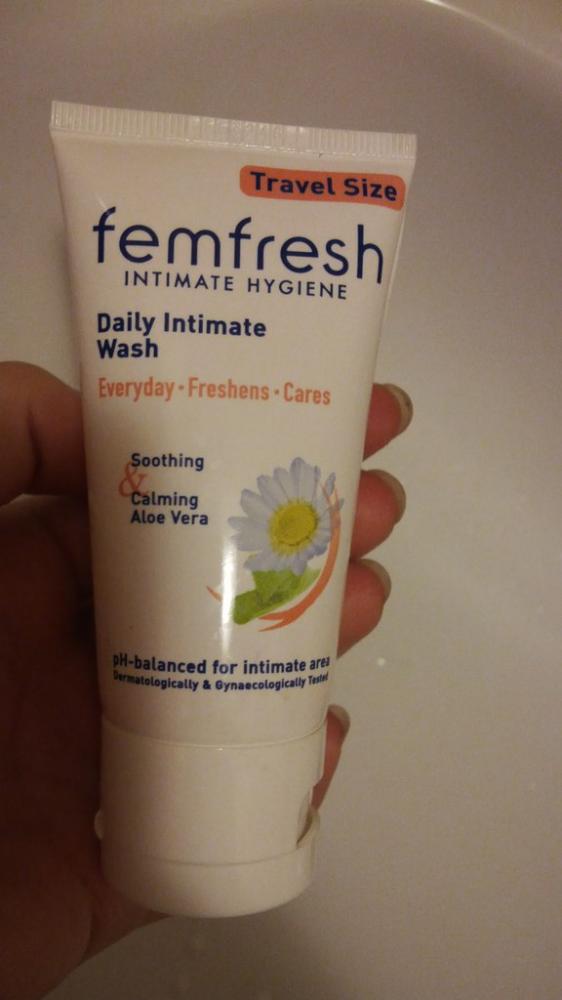 Travel Size
femfresh
INTIMATE HYGIENE
Daily Intimate
Wash
Everyday · Freshens · Cares
Soothing
&
Calming
Aloe Vera
pH-balanced for intimate area
Dermatologically & Gynaecologically Tested